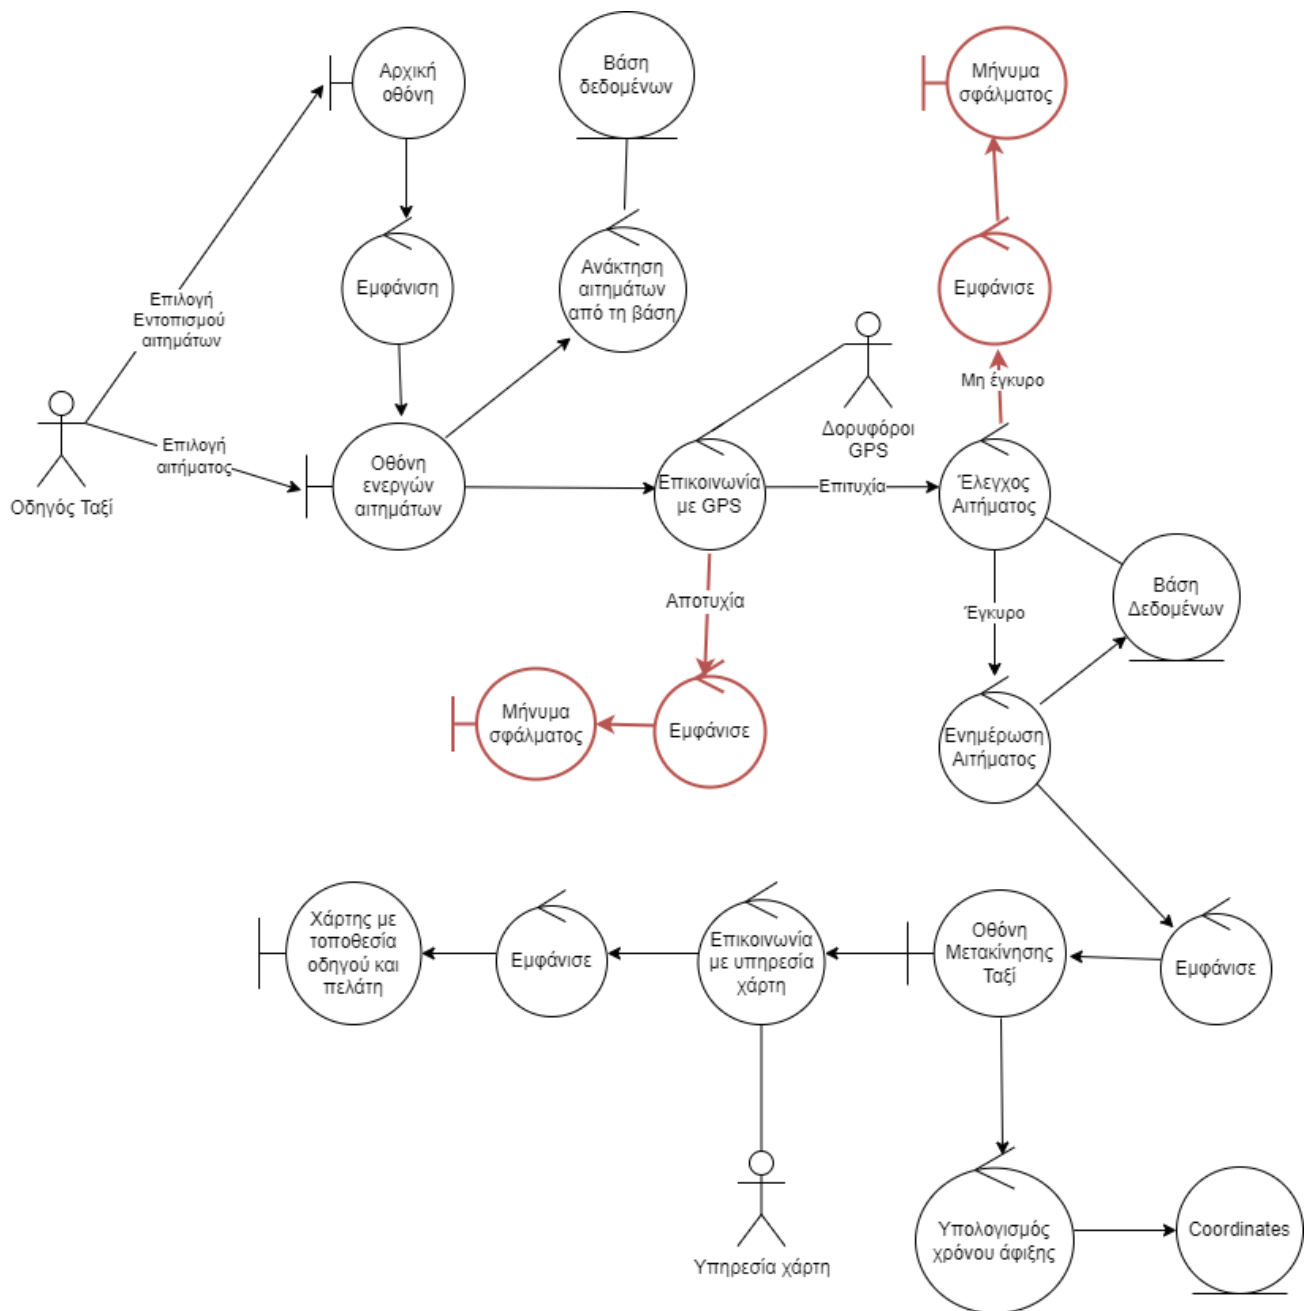 Αρχική
οθόνη
Βάση
δεδομένων
Μήνυμα
σφάλματος
Επιλογή
Εντοπισμού
αιτημάτων
Εμφάνιση
Ανάκτηση
αιτημάτων
από τη βάση
Εμφάνισε
Μη έγκυρο
Δορυφόροι
GPS
Οδηγός Ταξί
Επιλογή
αιτήματος
Οθόνη
ενεργών
αιτημάτων
Επικοινωνία
με GPS
Επιτυχία
Έλεγχος
Αιτήματος
Αποτυχία
Έγκυρο
Βάση
Δεδομένων
Μήνυμα
σφάλματος
Εμφάνισε
Ενημέρωση
Αιτήματος
Χάρτης με
τοποθεσία
οδηγού και
πελάτη
Εμφάνισε
Επικοινωνία
με υπηρεσία
χάρτη
Οθόνη
Μετακίνησης
Ταξί
Εμφάνισε
Υπηρεσία χάρτη
Υπολογισμός
χρόνου άφιξης
Coordinates